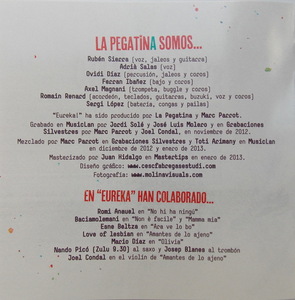 LA PEGATINA SOMOS...
Rubén Sierra (voz, jaleos y guitarra)
Adrià Salas (voz)
Ovidi Díaz (percusión, jaleos y coros)
Ferran Ibañez (bajo y coros)
Axel Magnani (trompeta, buggle y coros)
Romain Renard (acordeón, teclados, guitarras, buzuki, voz y coros)
Sergi López (batería, congas y pailas)
"Eureka!" ha sido producido por La Pegatina y Marc Parrot.
Grabado en Musician por Jordi Solé y José Luis Molero y en Grabaciones
Silvestres por Marc Parrot y Joel Condal, en noviembre de 2012.
Mezclado por Marc Parrot en Grabaciones Silvestres y Toti Arimany en Musician
en diciembre de 2012 y enero de 2013.
Masterizado por Juan Hidalgo en Mastertips en enero de 2013.
Diseño gráfico: www.cescfabregasestudi.com
Fotografía: www.molinavisuals.com
EN "EUREKA" HAN COLABORADO...
Romi Anauel en "No hi ha ningú"
Baciamolemani en "Non è facile" y "Mamma mia"
Esne Beltza en "Ara ve lo bo"
Love of lesbian en "Amantes de lo ajeno"
Mario Díaz en "Olivia"
Nando Picó (Zulu 9.30) al saxo y Josep Blanes al trombón
Joel Condal en el violín de "Amantes de lo ajeno"